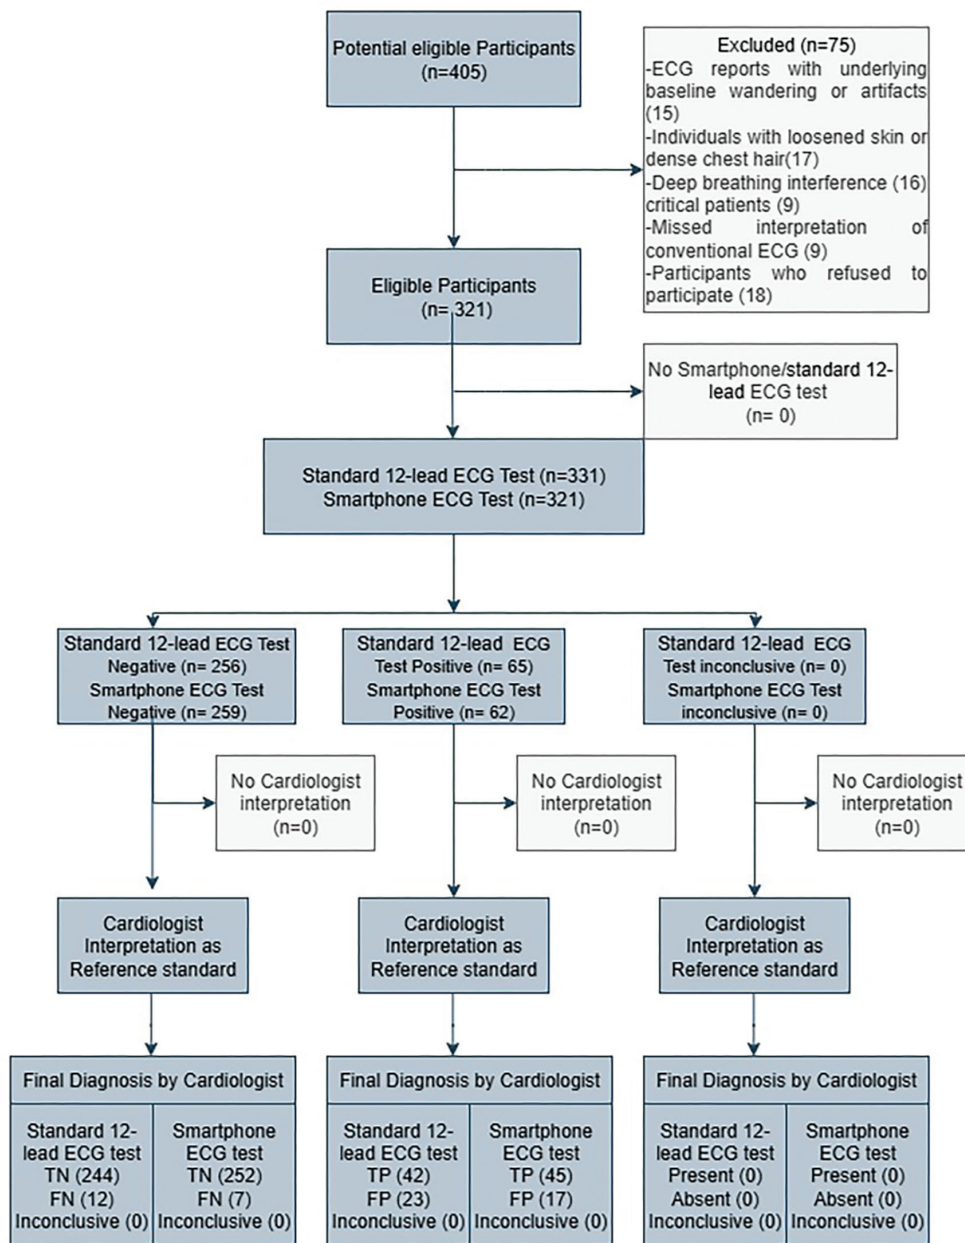 Potential eligible Participants
(n=405)
Excluded (n=75)
-ECG reports with underlying
baseline wandering or artifacts
(15)
-Individuals with loosened skin or
dense chest hair(17)
-Deep breathing interference (16)
critical patients (9)
-Missed interpretation of
conventional ECG (9)
-Participants who refused to
participate (18)
Eligible Participants
(n= 321)
No Smartphone/standard 12-
lead ECG test
(n= 0)
Standard 12-lead ECG Test (n=331)
Smartphone ECG Test (n=321)
Standard 12-lead ECG Test
Negative (n= 256)
Smartphone ECG Test
Negative (n= 259)
Standard 12-lead ECG
Test Positive (n= 65)
Smartphone ECG Test
Positive (n= 62)
Standard 12-lead ECG
Test inconclusive (n= 0)
Smartphone ECG Test
inconclusive (n= 0)
No Cardiologist
interpretation
(n=0)
No Cardiologist
interpretation
(n=0)
No Cardiologist
interpretation
(n=0)
Cardiologist
Interpretation as
Reference standard
Cardiologist
Interpretation as
Reference standard
Cardiologist
Interpretation as
Reference standard
Final Diagnosis by Cardiologist
Standard 12-
lead ECG test
TN (244)
FN (12)
Inconclusive (0)
Smartphone
ECG test
TN (252)
FN (7)
Inconclusive (0)
Final Diagnosis by Cardiologist
Standard 12-
lead ECG test
TP (42)
FP (23)
Inconclusive (0)
Smartphone
ECG test
TP (45)
FP (17)
Inconclusive (0)
Final Diagnosis by Cardiologist
Standard 12-
lead ECG test
Present (0)
Absent (0)
Inconclusive (0)
Smartphone
ECG test
Present (0)
Absent (0)
Inconclusive (0)